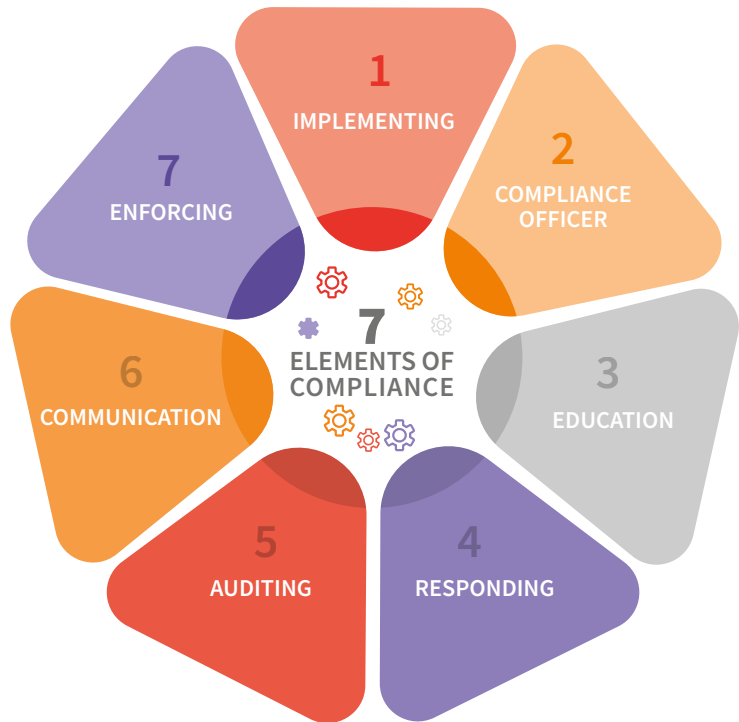 1
IMPLEMENTING
2
COMPLIANCE
OFFICER
3
EDUCATION
4
RESPONDING
5
AUDITING
6
COMMUNICATION
7
ENFORCING
7
ELEMENTS OF
COMPLIANCE